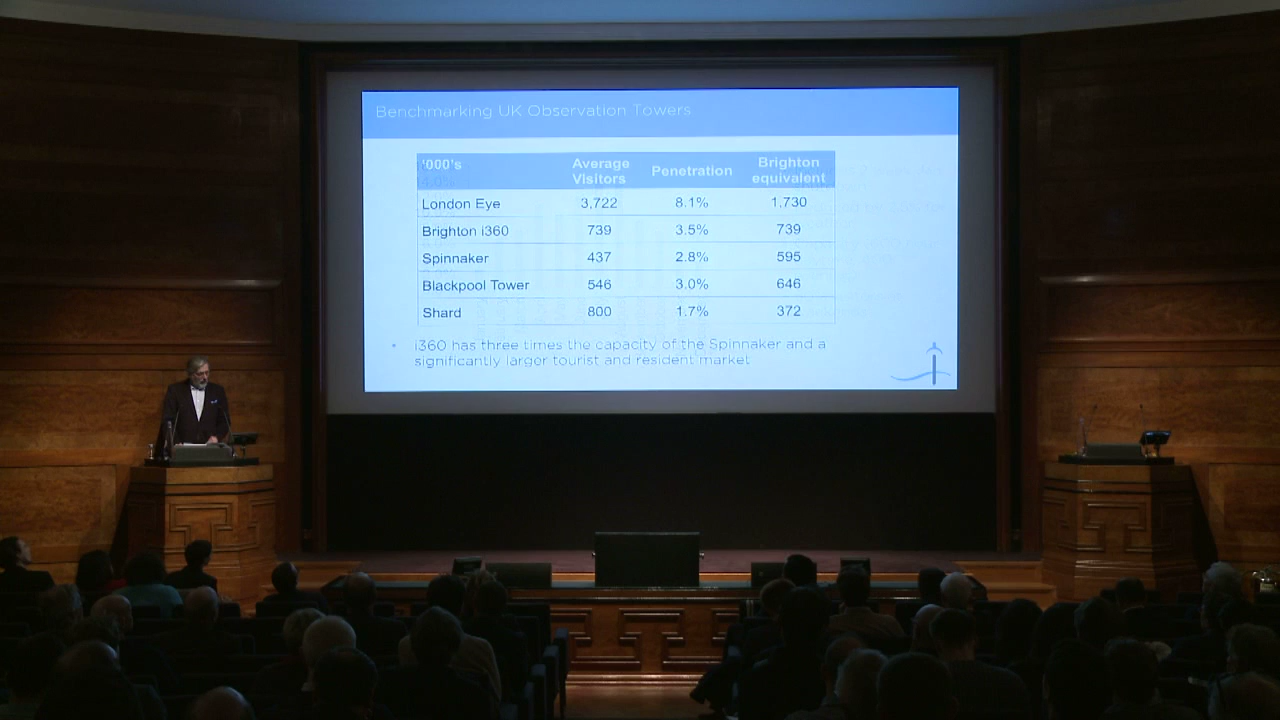 Benchmarking UK Observation Towers
'000's Average Visitors Penetration Brighton equivalent
London Eye 3,722 8.1% 1,730
Brighton i360 739 3.5% 739
Spinnaker 437 2.8% 595
Blackpool Tower 546 3.0% 646
Shard 800 1.7% 372
• i360 has three times the capacity of the Spinnaker and a
significantly larger tourist and resident market